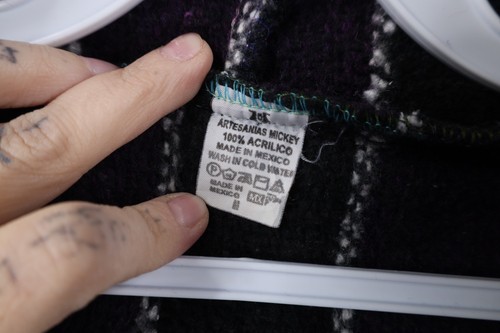 ARTESANIAS MICKEY
100% ACRILICO
MADE IN MEXICO
WASH IN COLD WATER
MADE IN
MEXICO